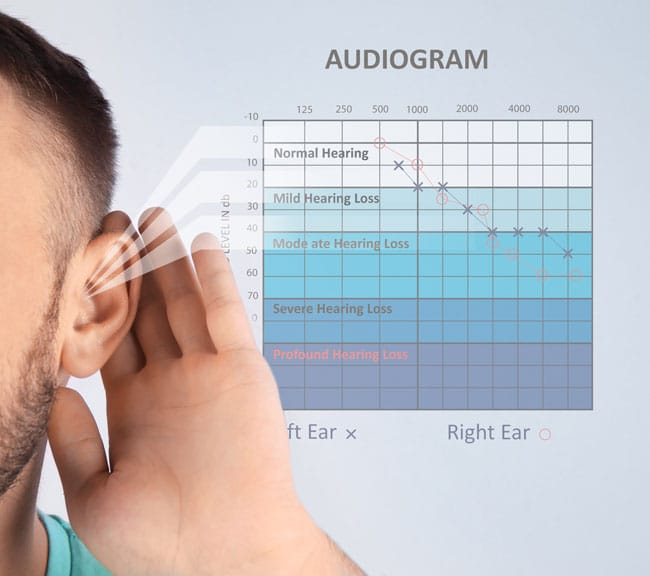 AUDIOGRAM
125 250 500 1000 2000 4000 8000
-10
0
Normal Hearing
10
20
Mild Hearing Loss
30
40
Mode ate Hearing Loss
50
60
70
Severe Hearing Loss
0
Profound Hearing Loss
LEVEL IN db
ft Ear × Right Ear ○